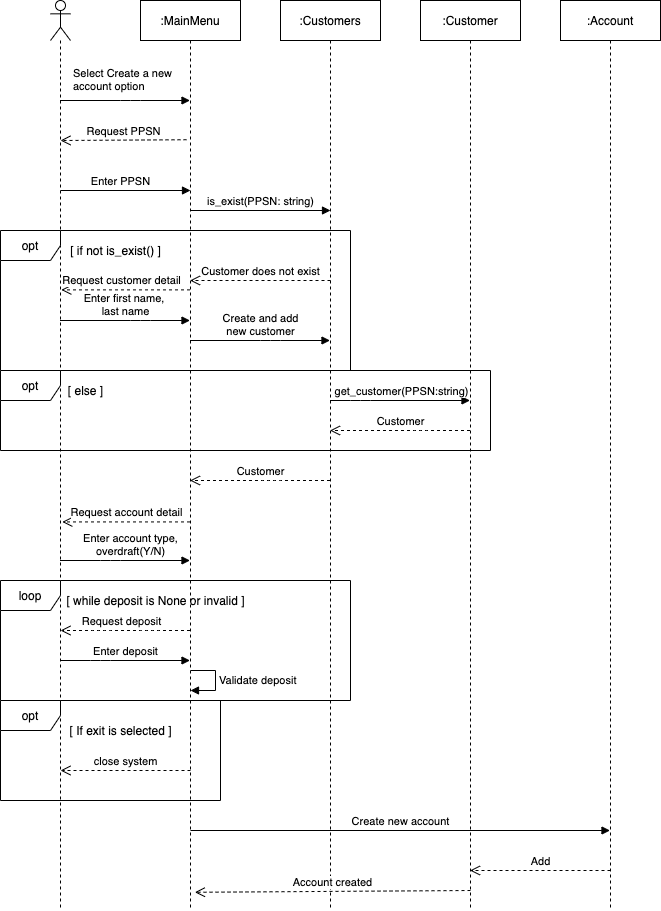 :MainMenu
:Customers
:Customer
:Account
Select Create a new
account option
Request PPSN
Enter PPSN
is_exist(PPSN: string)
opt
[ if not is_exist() ]
Customer does not exist
Request customer detail
Enter first name,
last name
Create and add
new customer
opt
[ else ]
get_customer(PPSN:string)
Customer
Customer
Request account detail
Enter account type,
overdraft(Y/N)
loop
[ while deposit is None or invalid ]
Request deposit
Enter deposit
Validate deposit
opt
[ If exit is selected ]
close system
Create new account
Add
Account created